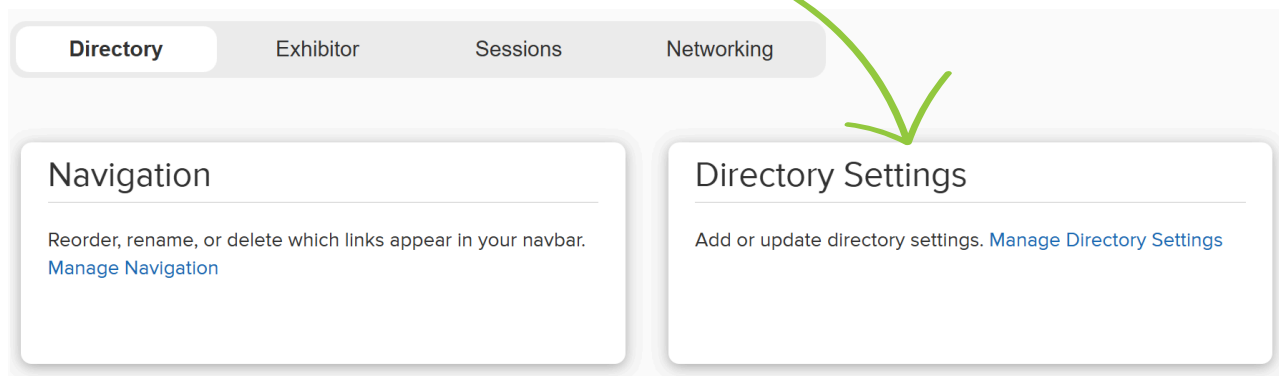 Directory Exhibitor Sessions Networking
Navigation
Reorder, rename, or delete which links appear in your navbar.
Manage Navigation
Directory Settings
Add or update directory settings. Manage Directory Settings